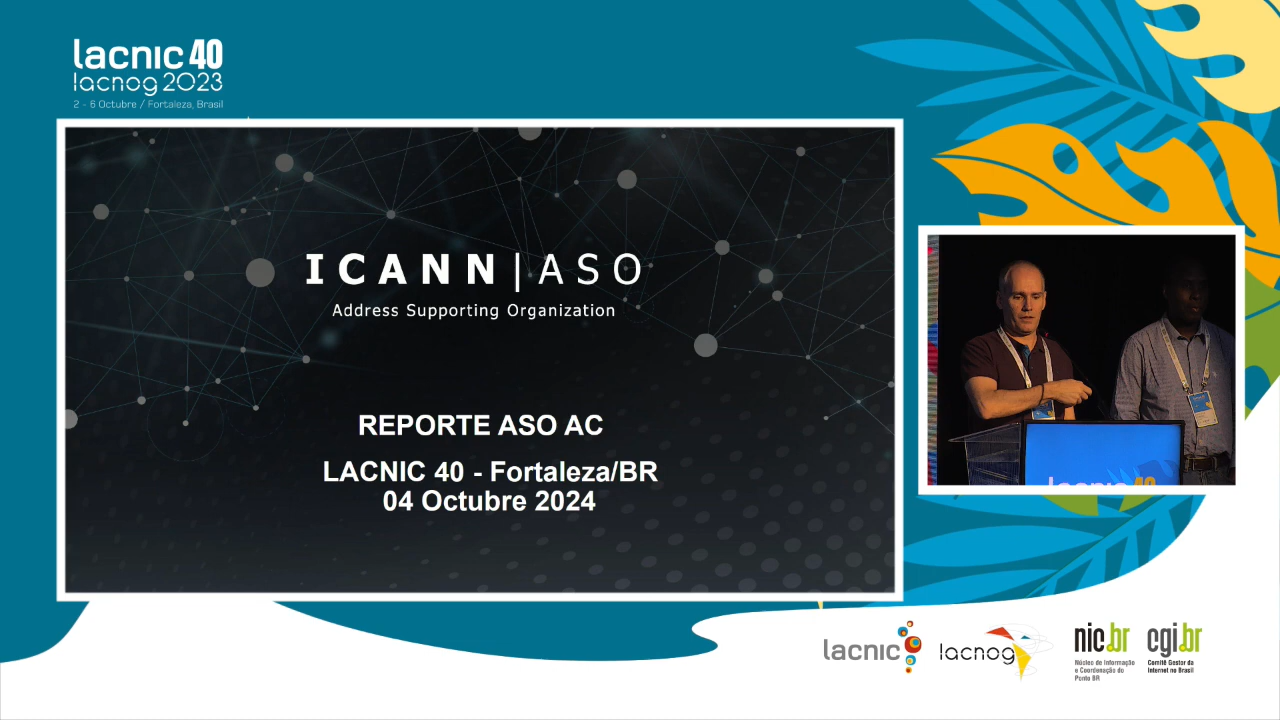 lacnic 40
lacnog 2023
2 - 6 Octubre / Fortaleza, Brasil
ICANN|ASO
Address Supporting Organization
REPORTE ASO AC
LACNIC 40 - Fortaleza/BR
04 Octubre 2024
lacnic 40
lacnic
lacnog
nic.br
Núcleo de Informação
e Coordenação do
Ponto BR
cgi.br
Comitê Gestor da
Internet no Brasil